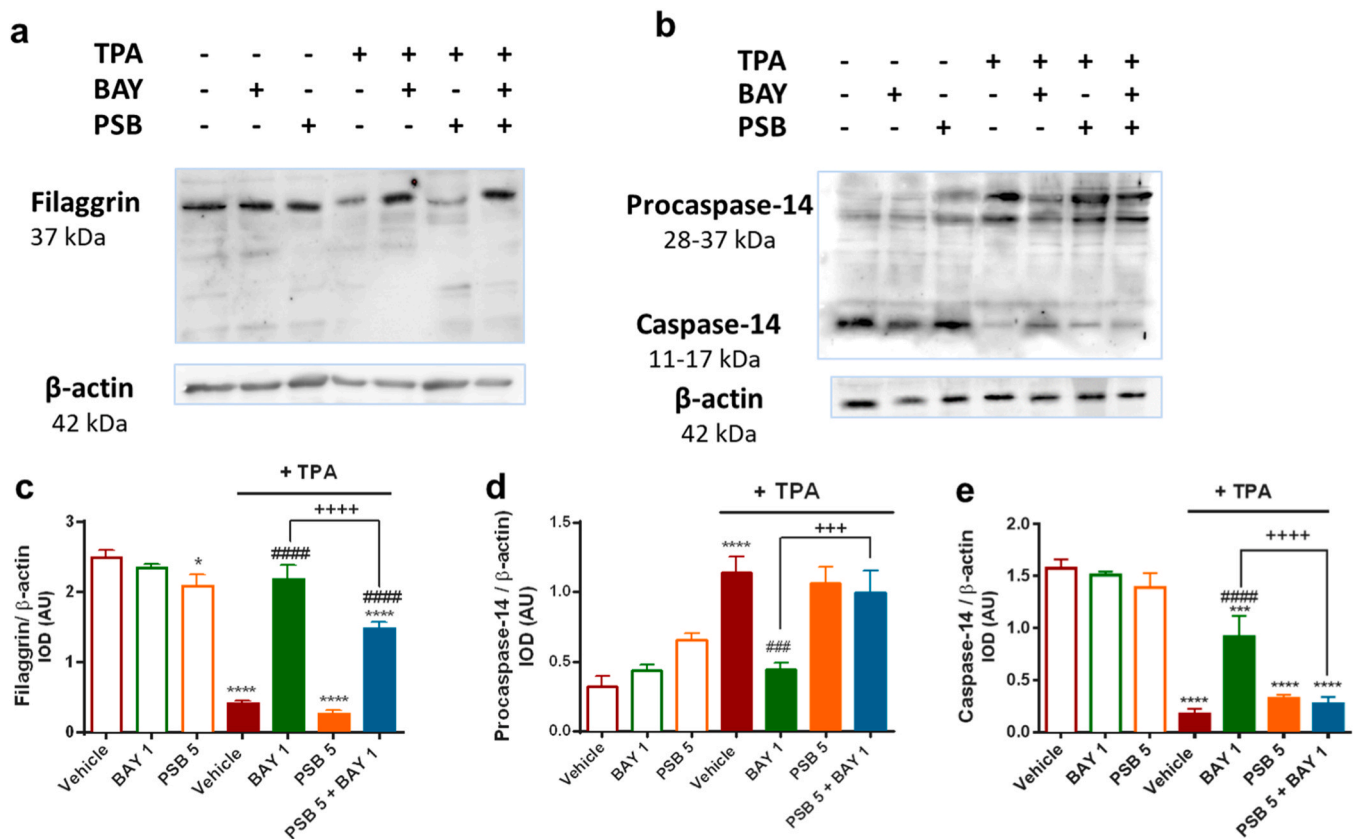 a
TPA - - - + + + +
BAY - + - - + - +
PSB - - + - - + +
Filaggrin
37 kDa
β-actin
42 kDa
b
TPA - - - + + + +
BAY - + - - + - +
PSB - - + - - + +
Procaspase-14
28-37 kDa
Caspase-14
11-17 kDa
β-actin
42 kDa
c
+ TPA
++++
Filaggrin/ β-actin
IOD (AU)
3
2
1
0
*
****
####
****
####
****
Vehicle
BAY 1
PSB 5
Vehicle
BAY 1
PSB 5
PSB 5 + BAY 1
d
+ TPA
+++
Procaspase-14 / β-actin)
IOD (AU)
1.5
1.0
0.5
0.0
****
###
Vehicle
BAY 1
PSB 5
Vehicle
BAY 1
PSB 5
PSB 5 + BAY 1
e
+ TPA
++++
Caspase-14 / β-actin
IOD (AU)
2.0
1.5
1.0
0.5
0.0
****
####
***
****
****
Vehicle
BAY 1
PSB 5
Vehicle
BAY 1
PSB 5
PSB 5 + BAY 1